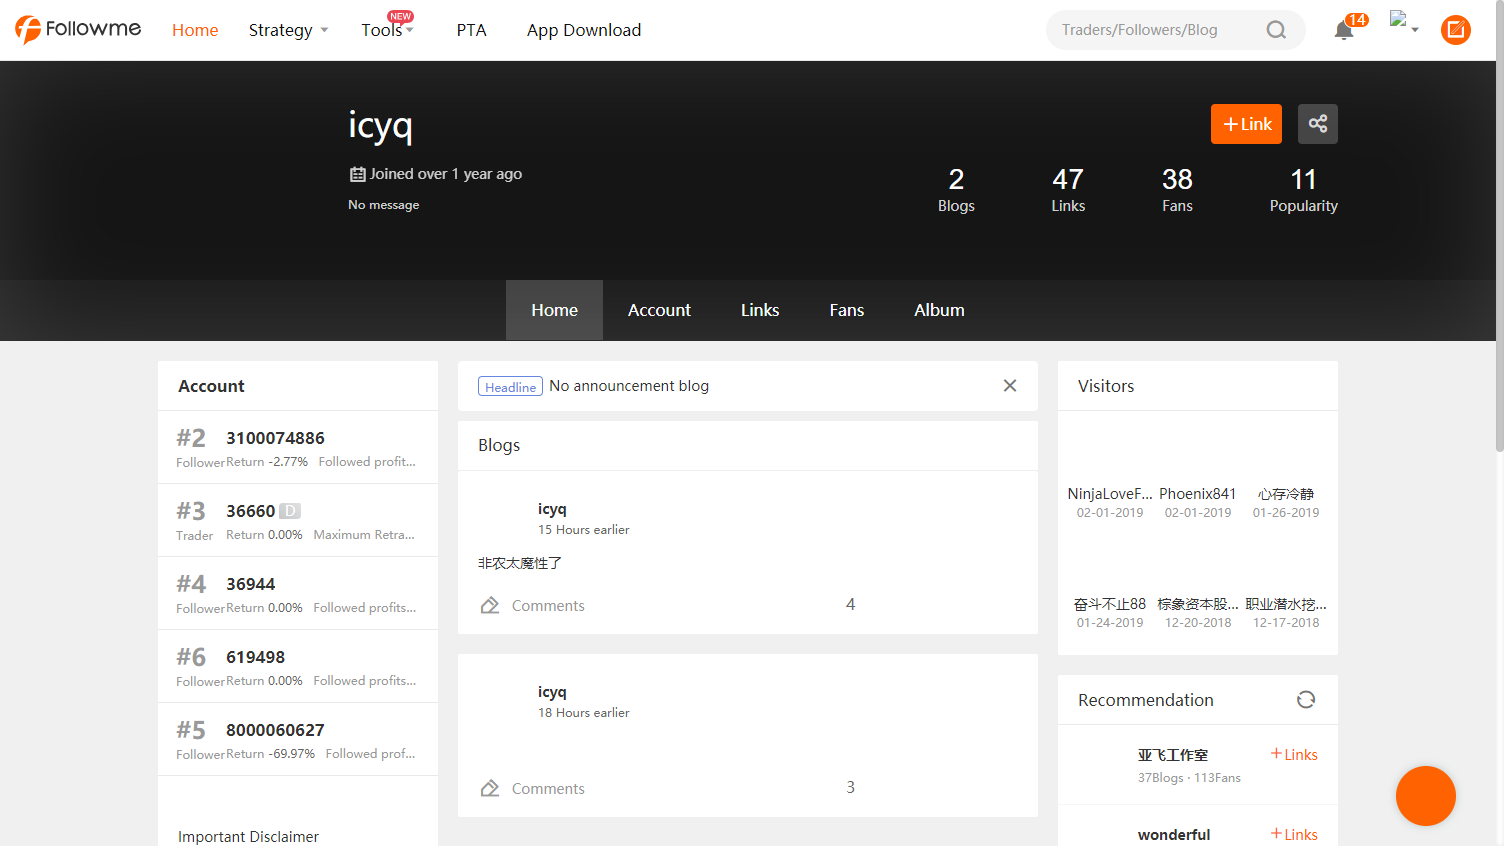 Followme
Home
Strategy
Tools
NEW
PTA
App Download
Traders/Followers/Blog
14
icyq
Joined over 1 year ago
No message
+Link
2
Blogs
47
Links
38
Fans
11
Popularity
Home
Account
Links
Fans
Album
Account
#2 3100074886
Follower Return -2.77% Followed profit...
#3 36660 D
Trader Return 0.00% Maximum Retra...
#4 36944
Follower Return 0.00% Followed profits...
#6 619498
Follower Return 0.00% Followed profits...
#5 8000060627
Follower Return -69.97% Followed prof...
Important Disclaimer
Headline No announcement blog
Blogs
icyq
15 Hours earlier
非农太魔性了
Comments
4
icyq
18 Hours earlier
Comments
3
Visitors
NinjaLoveF... Phoenix841 心存冷静
02-01-2019 02-01-2019 01-26-2019
奋斗不止88 棕象资本股... 职业潜水挖...
01-24-2019 12-20-2018 12-17-2018
Recommendation
亚飞工作室 +Links
37Blogs · 113Fans
wonderful +Links